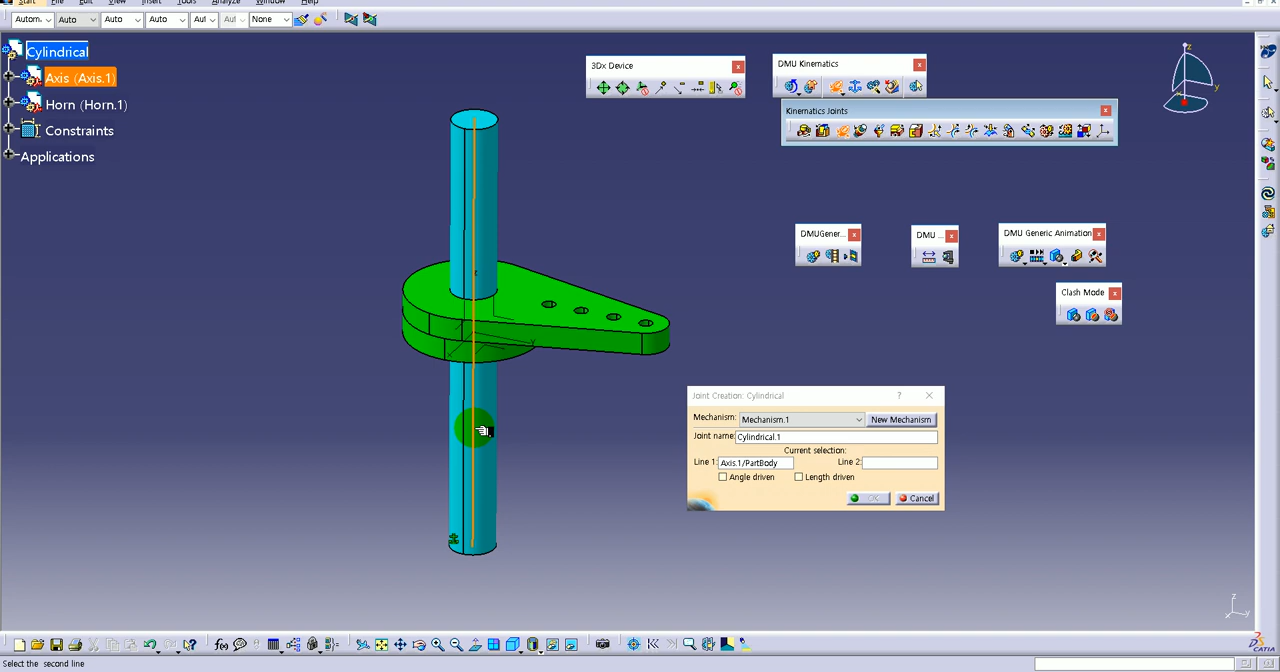 Start File Edit View Insert Tools Analyze Window Help
Autom. Auto Auto Auto Aut Aut None
Cylindrical
Axis (Axis.1)
Horn (Horn.1)
Constraints
Applications
3Dx Device
DMU Kinematics
Kinematics Joints
DMUGener...
DMU ...
DMU Generic Animation
Clash Mode
z
y
Joint Creation: Cylindrical
Mechanism: Mechanism.1 New Mechanism
Joint name: Cylindrical.1
Current selection:
Line 1: Axis.1/PartBody Line 2:
Angle driven Length driven
OK Cancel
z
y
f(x)
Select the second line
CATIA